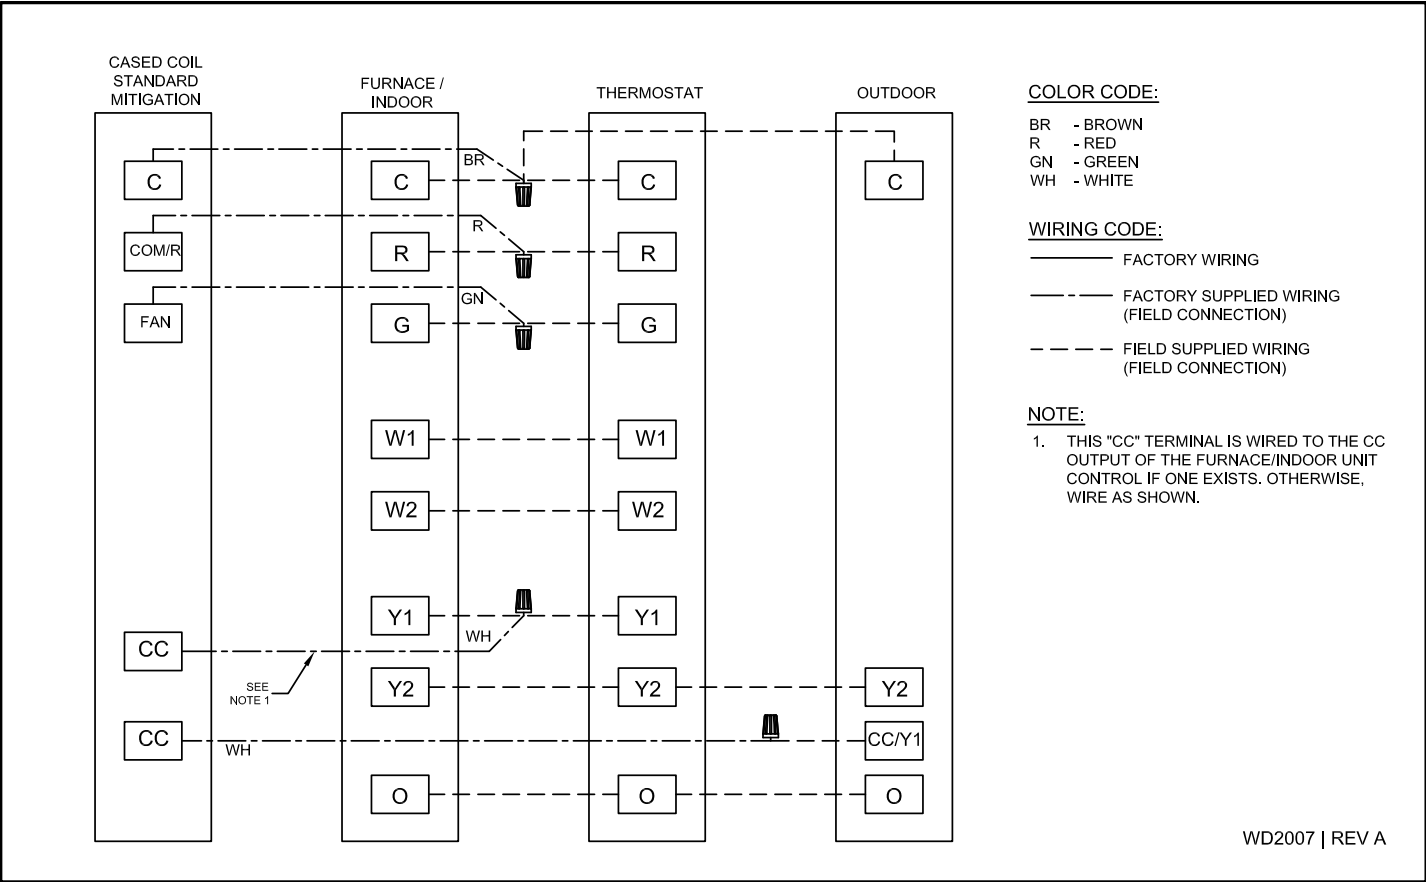 CASED COIL
STANDARD
MITIGATION
FURNACE /
INDOOR
THERMOSTAT
OUTDOOR
C
COM/R
FAN
CC
CC
BR
R
GN
WH
WH
SEE
NOTE 1
C
R
G
W1
W2
Y1
Y2
O
C
R
G
W1
W2
Y1
Y2
O
C
Y2
CC/Y1
O
COLOR CODE:
BR - BROWN
R - RED
GN - GREEN
WH - WHITE
WIRING CODE:
FACTORY WIRING
FACTORY SUPPLIED WIRING
(FIELD CONNECTION)
FIELD SUPPLIED WIRING
(FIELD CONNECTION)
NOTE:
1. THIS "CC" TERMINAL IS WIRED TO THE CC
OUTPUT OF THE FURNACE/INDOOR UNIT
CONTROL IF ONE EXISTS. OTHERWISE,
WIRE AS SHOWN.
WD2007 | REV A